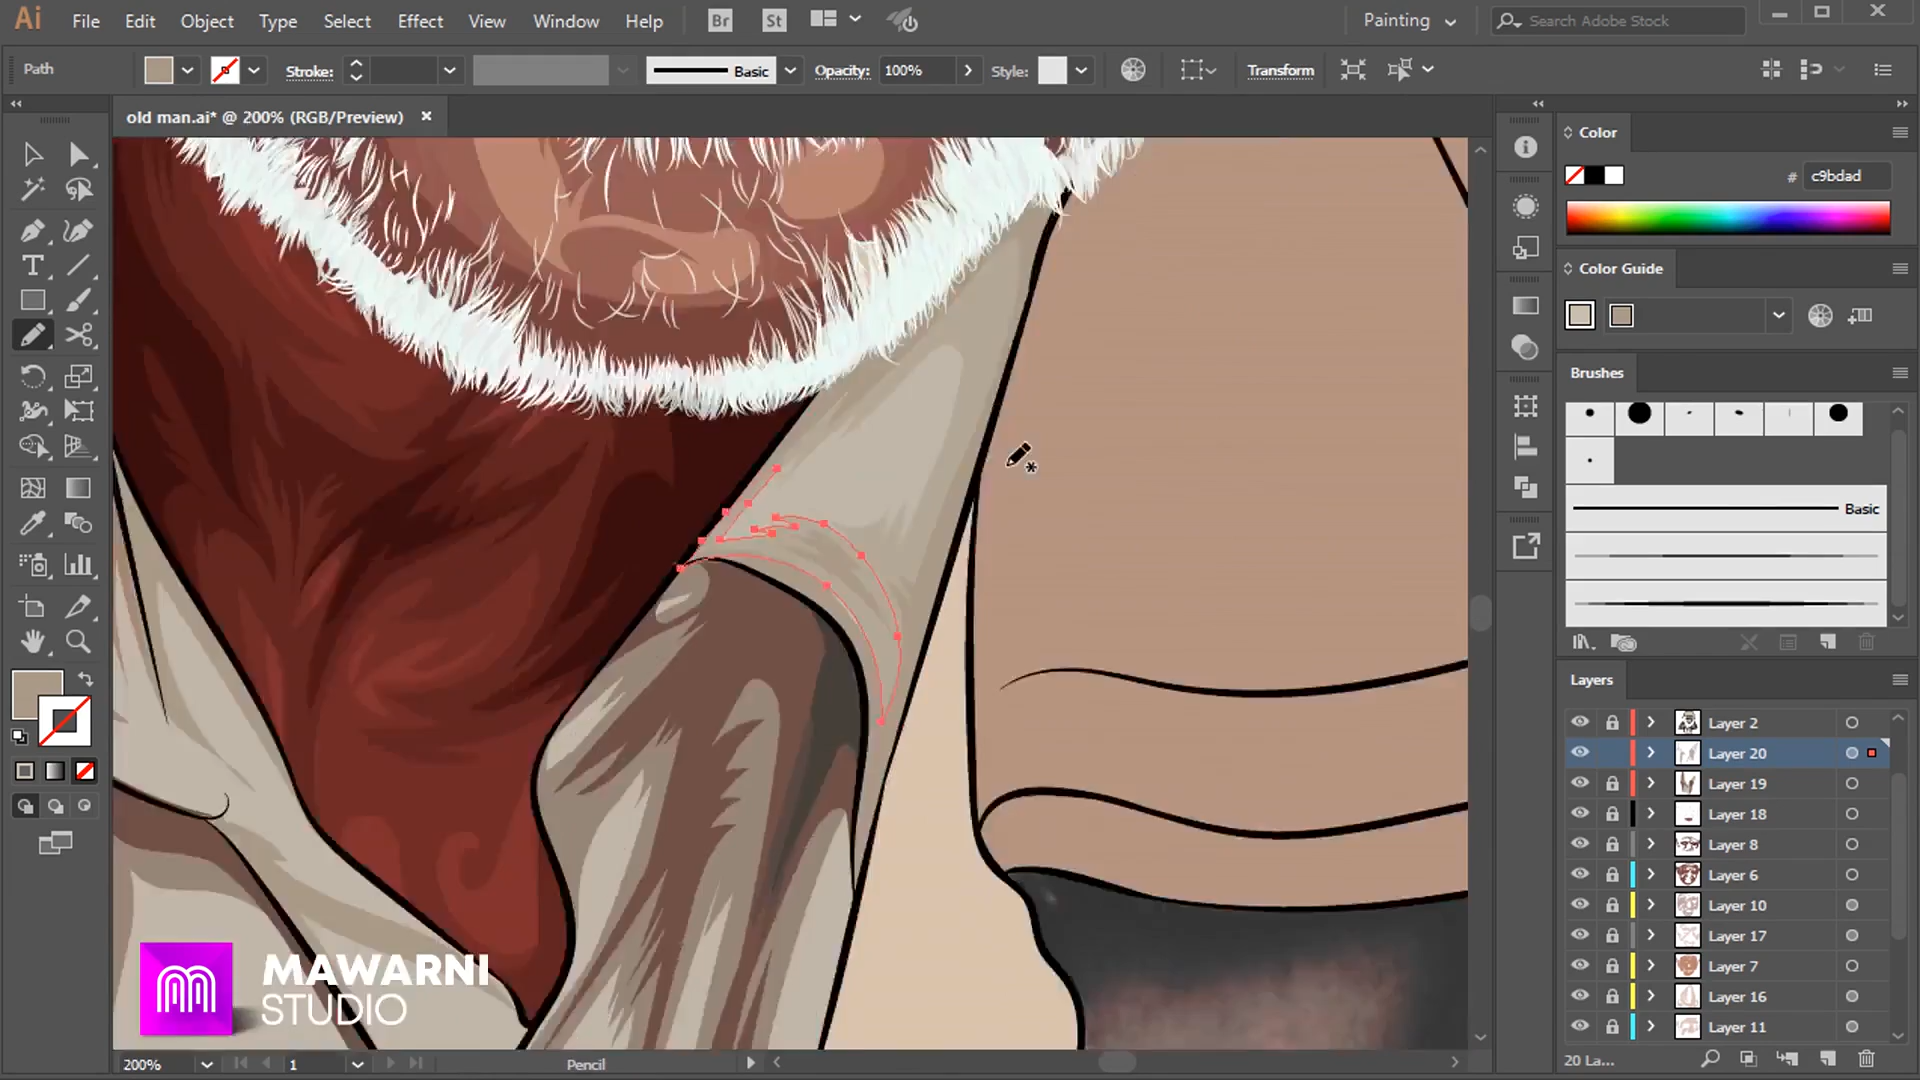 Ai File Edit Object Type Select Effect View Window Help Br St Painting Search Adobe Stock
Path Stroke: Basic Opacity: 100% Style: Transform
old man.ai* @ 200% (RGB/Preview)
Color
# c9bdad
Color Guide
Brushes
Basic
Layers
Layer 2
Layer 20
Layer 19
Layer 18
Layer 8
Layer 6
Layer 10
Layer 17
Layer 7
Layer 16
Layer 11
20 La...
MAWARNI
STUDIO
200% 1 Pencil